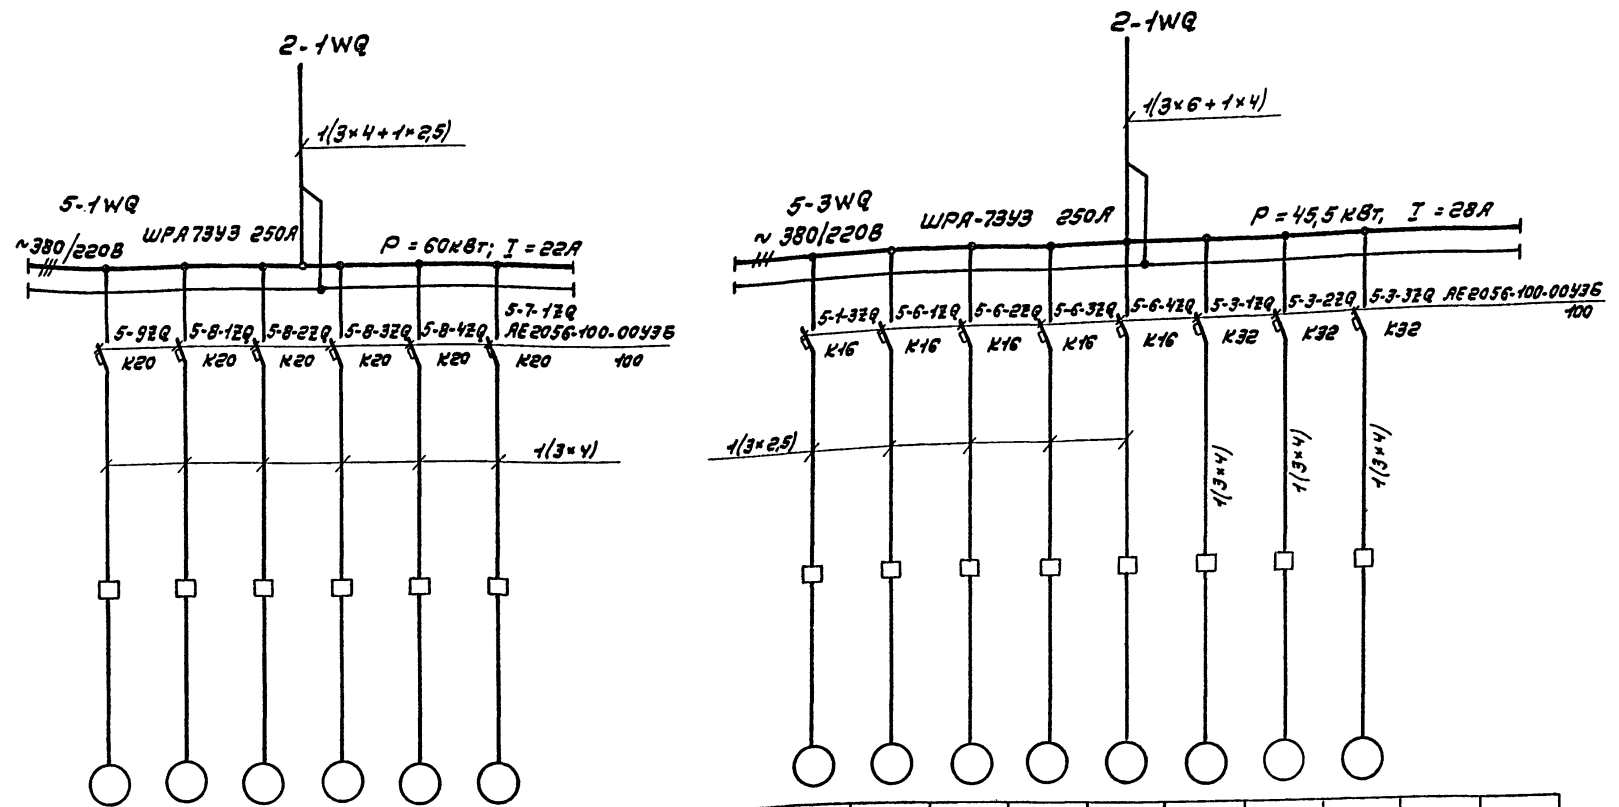 2-1WQ
1(3×4+1×2,5)
5-1WQ
~380/220В
ШРА73У3 250А
P = 60кВт; I = 22А
5-7-1ZQ
5-9ZQ 5-8-1ZQ 5-8-2ZQ 5-8-3ZQ 5-8-4ZQ АЕ2056-100-00У3Б
К20 К20 К20 К20 К20 К20 100
1(3×4)
2-1WQ
1(3×6+1×4)
5-3WQ
~380/220В
ШРА-73У3 250А
P = 45,5 кВт, I = 28А
5-1-3ZQ 5-6-1ZQ 5-6-2ZQ 5-6-3ZQ 5-6-4ZQ 5-3-1ZQ 5-3-2ZQ 5-3-3ZQ АЕ2056-100-00У3Б
100
К16 К16 К16 К16 К16 К32 К32 К32
1(3×2,5)
1(3×4)
1(3×4)
1(3×4)